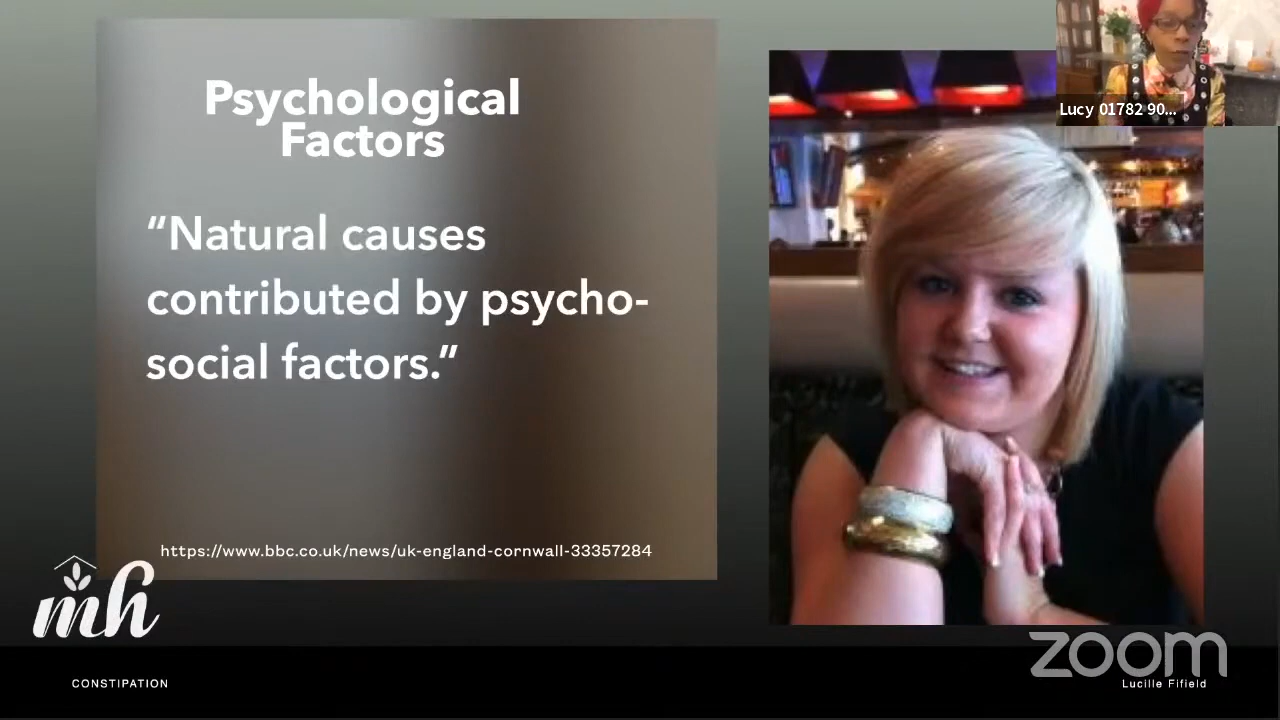 Psychological
Factors
“Natural causes
contributed by psycho-
social factors.”
https://www.bbc.co.uk/news/uk-england-cornwall-33357284
Lucy 01782 90...
mh
CONSTIPATION
zoom
Lucille Fifield